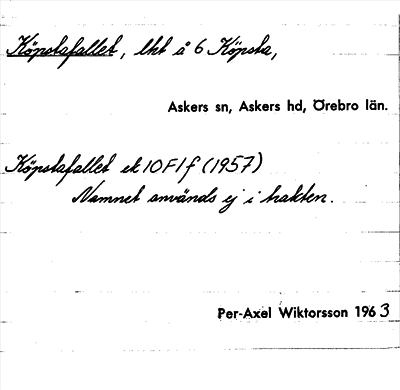 Köpstafallet, lht å 6 Köpsta,
Askers sn, Askers hd, Örebro län.
Köpstafallet ek 10F1f (1957)
Namnet används ej i trakten.
Per-Axel Wiktorsson 1963